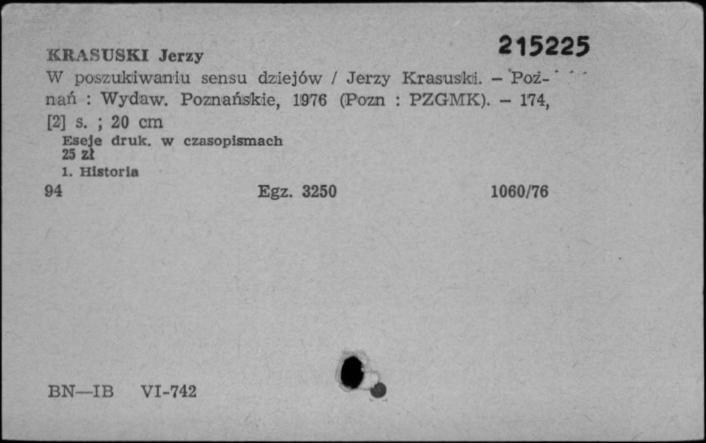 215225
KRASUSKI Jerzy
W poszukiwaniu sensu dziejów / Jerzy Krasuski. – Poz-
nań : Wydaw. Poznańskie, 1976 (Pozn : PZGMK). – 174,
[2] s. ; 20 cm
Eseje druk. w czasopismach
25 zł
1. Historia
94 Egz. 3250 1060/76
BN—IB VI-742